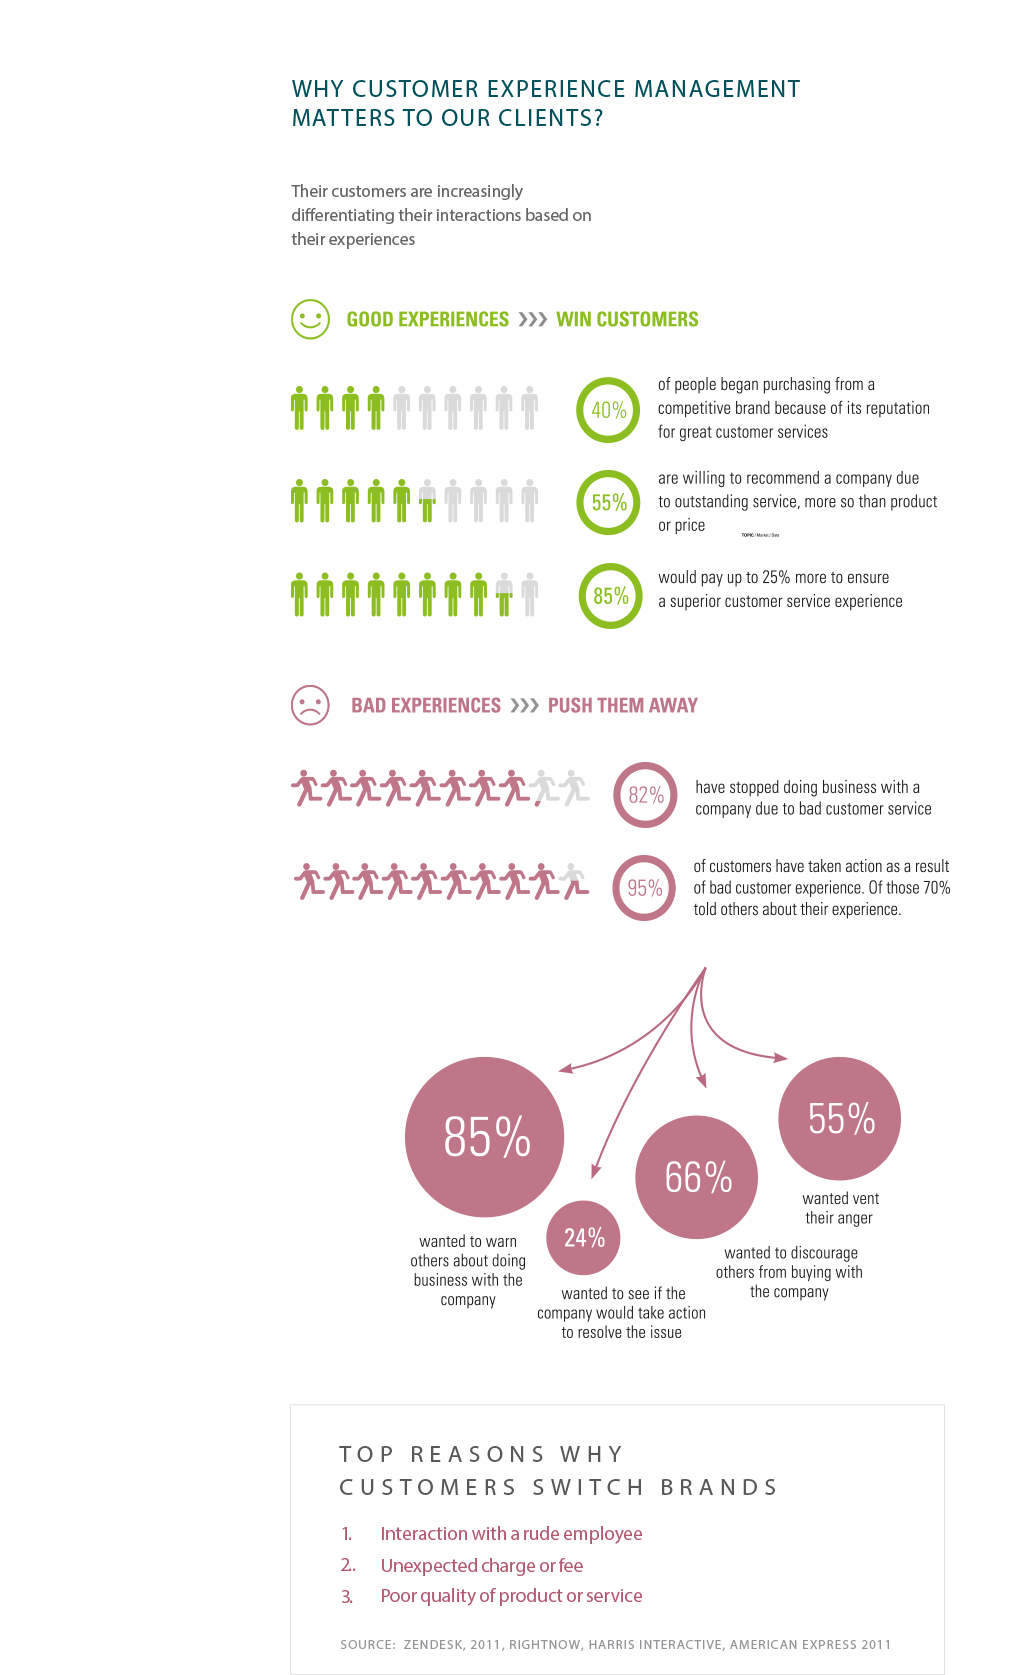 WHY CUSTOMER EXPERIENCE MANAGEMENT
MATTERS TO OUR CLIENTS?
Their customers are increasingly
differentiating their interactions based on
their experiences
GOOD EXPERIENCES »› WIN CUSTOMERS
40%
of people began purchasing from a
competitive brand because of its reputation
for great customer services
55%
are willing to recommend a company due
to outstanding service, more so than product
or price
TOPIC / Market / Data
85%
would pay up to 25% more to ensure
a superior customer service experience
BAD EXPERIENCES »› PUSH THEM AWAY
82%
have stopped doing business with a
company due to bad customer service
95%
of customers have taken action as a result
of bad customer experience. Of those 70%
told others about their experience.
85%
wanted to warn
others about doing
business with the
company
24%
wanted to see if the
company would take action
to resolve the issue
66%
wanted to discourage
others from buying with
the company
55%
wanted vent
their anger
TOP REASONS WHY
CUSTOMERS SWITCH BRANDS
1. Interaction with a rude employee
2.. Unexpected charge or fee
3. Poor quality of product or service
SOURCE: ZENDESK, 2011, RIGHTNOW, HARRIS INTERACTIVE, AMERICAN EXPRESS 2011